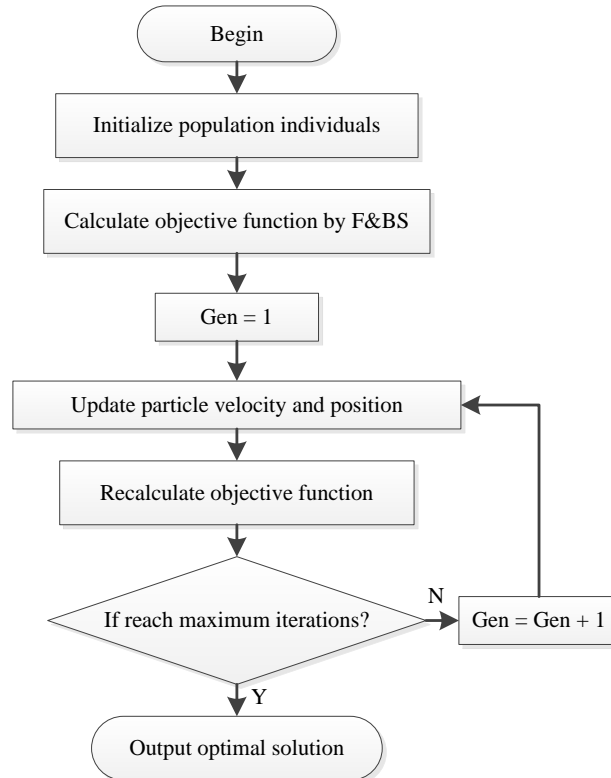 Begin
Initialize population individuals
Calculate objective function by F&BS
Gen = 1
Update particle velocity and position
Recalculate objective function
If reach maximum iterations?
N
Gen = Gen + 1
Y
Output optimal solution